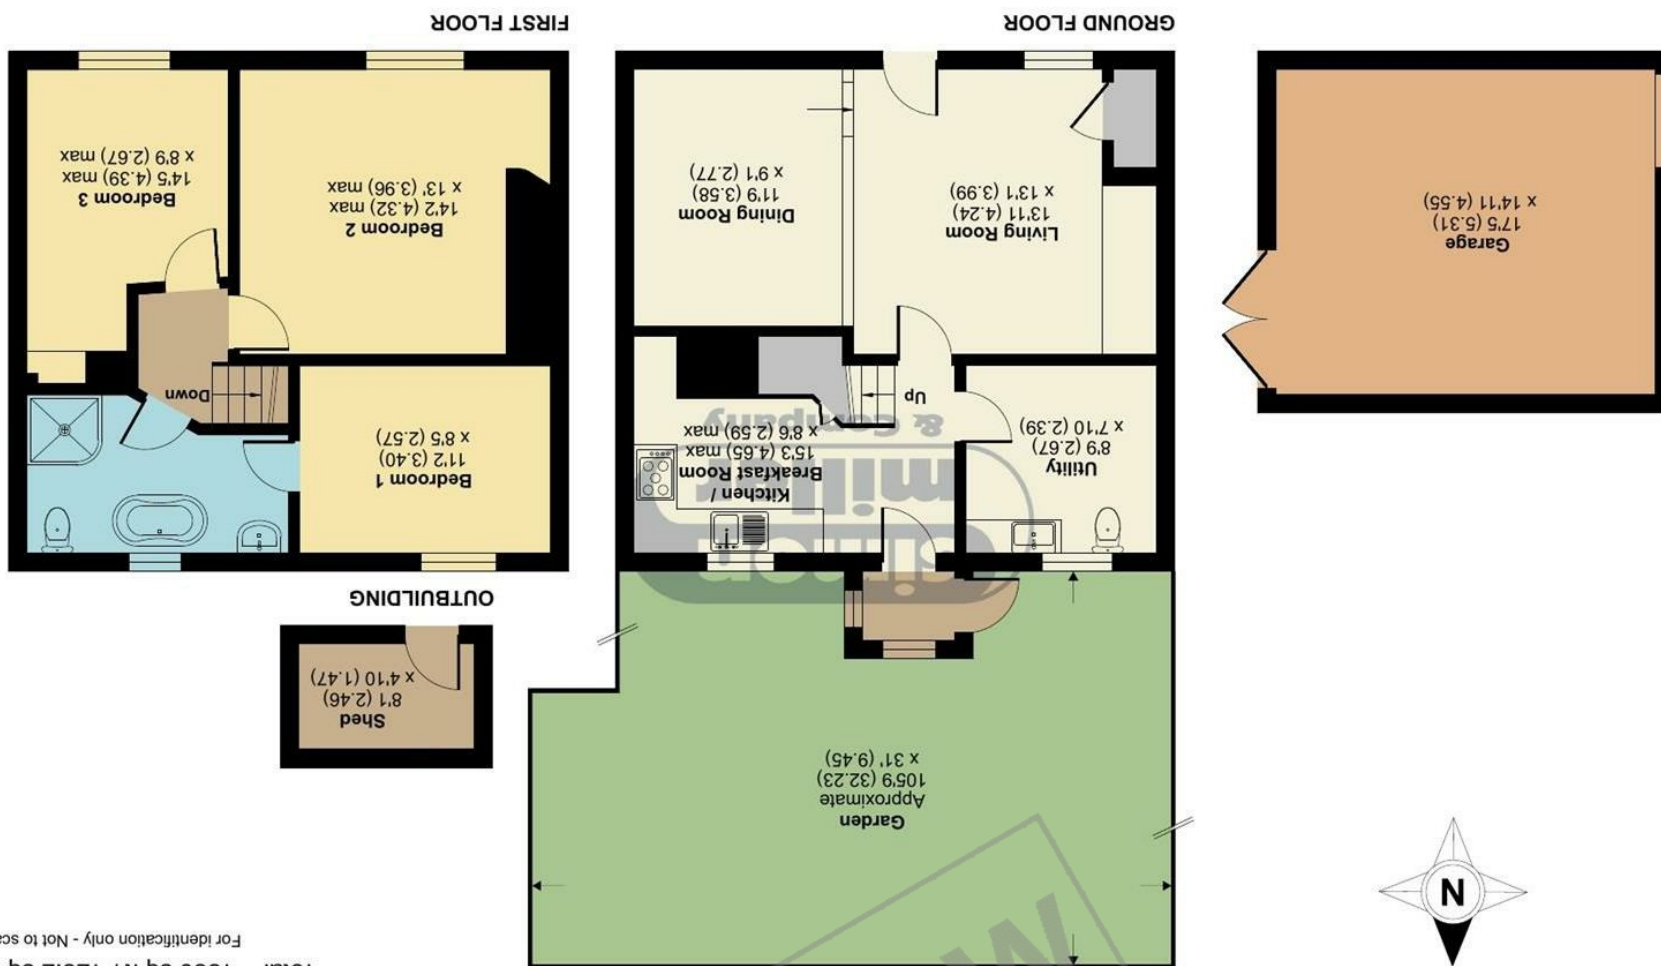 For identification only - Not to
N
Garden
Approximate
105'9 (32.23)
x 31' (9.45)
Shed
8'1 (2.46)
x 4'10 (1.47)
OUTBUILDING
simon
miller
& Company
Utility
8'9 (2.67)
x 7'10 (2.39)
Kitchen /
Breakfast Room
15'3 (4.65) max
x 8'6 (2.59) max
Up
Living Room
13'11 (4.24)
x 13'1 (3.99)
Dining Room
11'9 (3.58)
x 9'1 (2.77)
Garage
17'5 (5.31)
x 14'11 (4.55)
GROUND FLOOR
Bedroom 1
11'2 (3.40)
x 8'5 (2.57)
Down
Bedroom 2
14'2 (4.32) max
x 13' (3.96) max
Bedroom 3
14'5 (4.39) max
x 8'9 (2.67) max
FIRST FLOOR